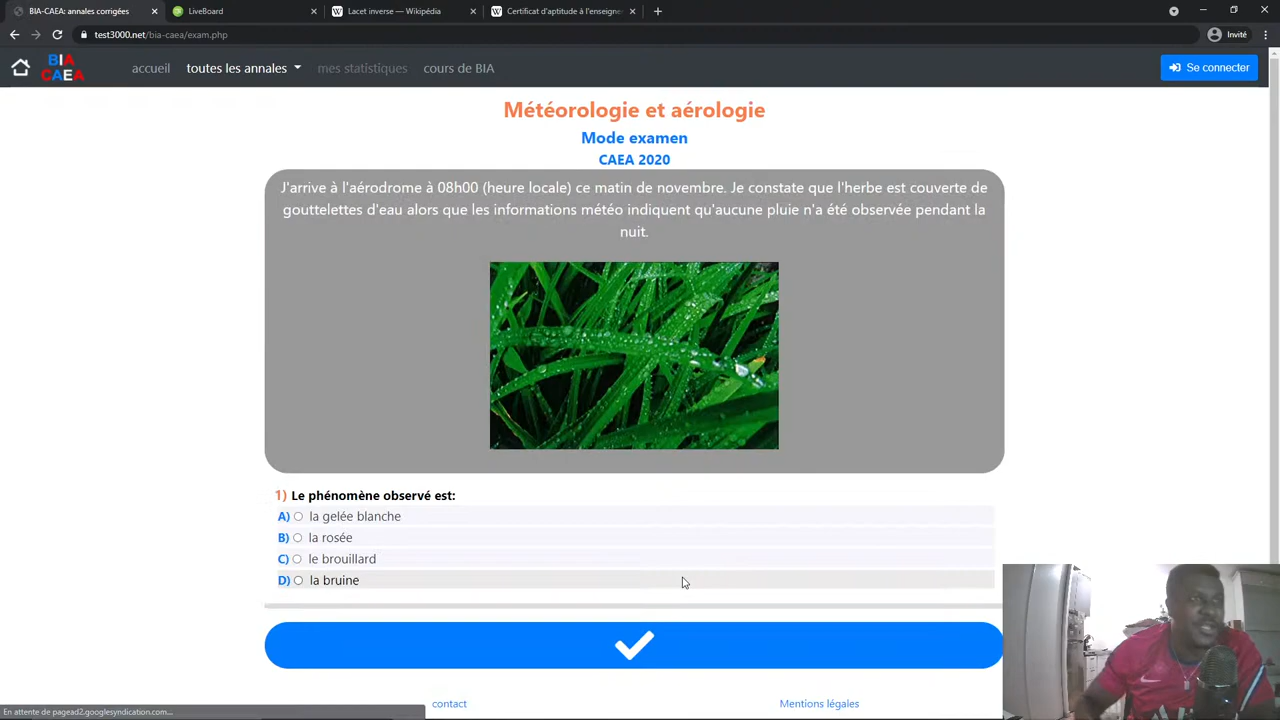 BIA-CAEA: annales corrigées
LiveBoard
Lacet inverse — Wikipédia
Certificat d'aptitude à l'enseigne
test3000.net/bia-caea/exam.php
Invité
BIA
CAEA
accueil
toutes les annales
mes statistiques
cours de BIA
Se connecter
Météorologie et aérologie
Mode examen
CAEA 2020
J'arrive à l'aérodrome à 08h00 (heure locale) ce matin de novembre. Je constate que l'herbe est couverte de
gouttelettes d'eau alors que les informations météo indiquent qu'aucune pluie n'a été observée pendant la
nuit.
1) Le phénomène observé est:
A) la gelée blanche
B) la rosée
C) le brouillard
D) la bruine
contact
Mentions légales
En attente de pagead2.googlesyndication.com...